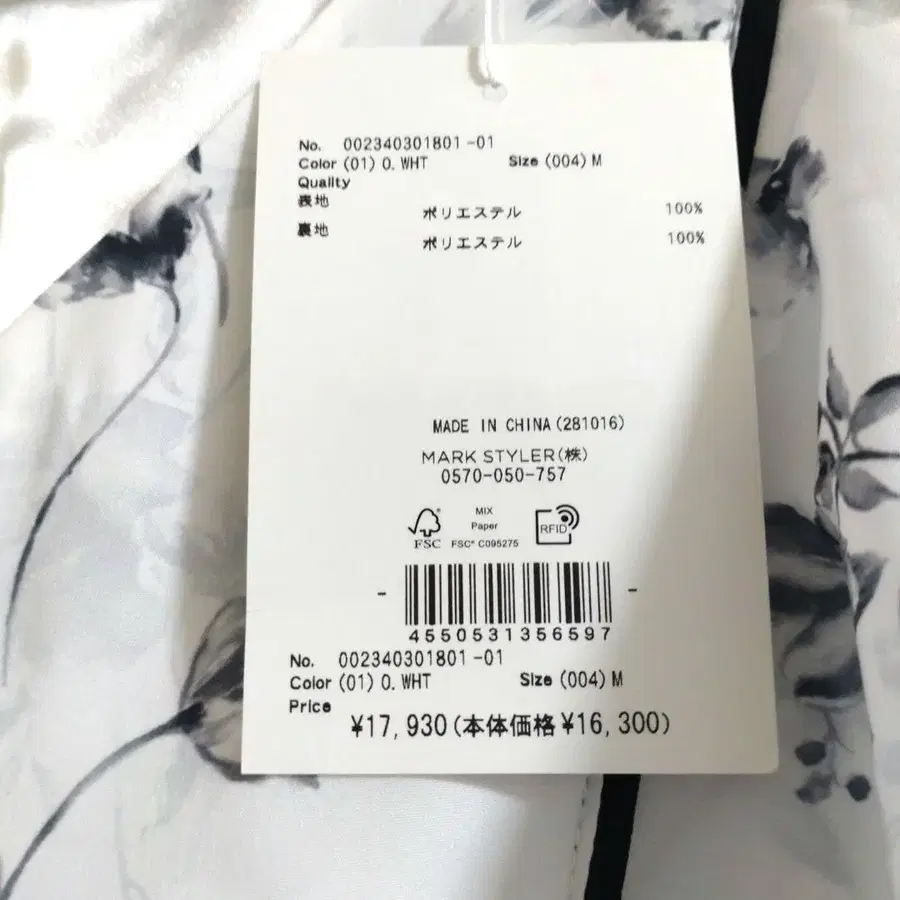 No. 002340301801-01
Color (01) O. WHT Size (004) M
Quality
表地 ポリエステル 100%
裏地 ポリエステル 100%
MADE IN CHINA (281016)
MARK STYLER(株)
0570-050-757
MIX
Paper
FSC FSC® C095275
RFID
4550531356597
No. 002340301801-01
Color (01) O. WHT Size (004) M
Price
¥17,930(本体価格¥16,300)